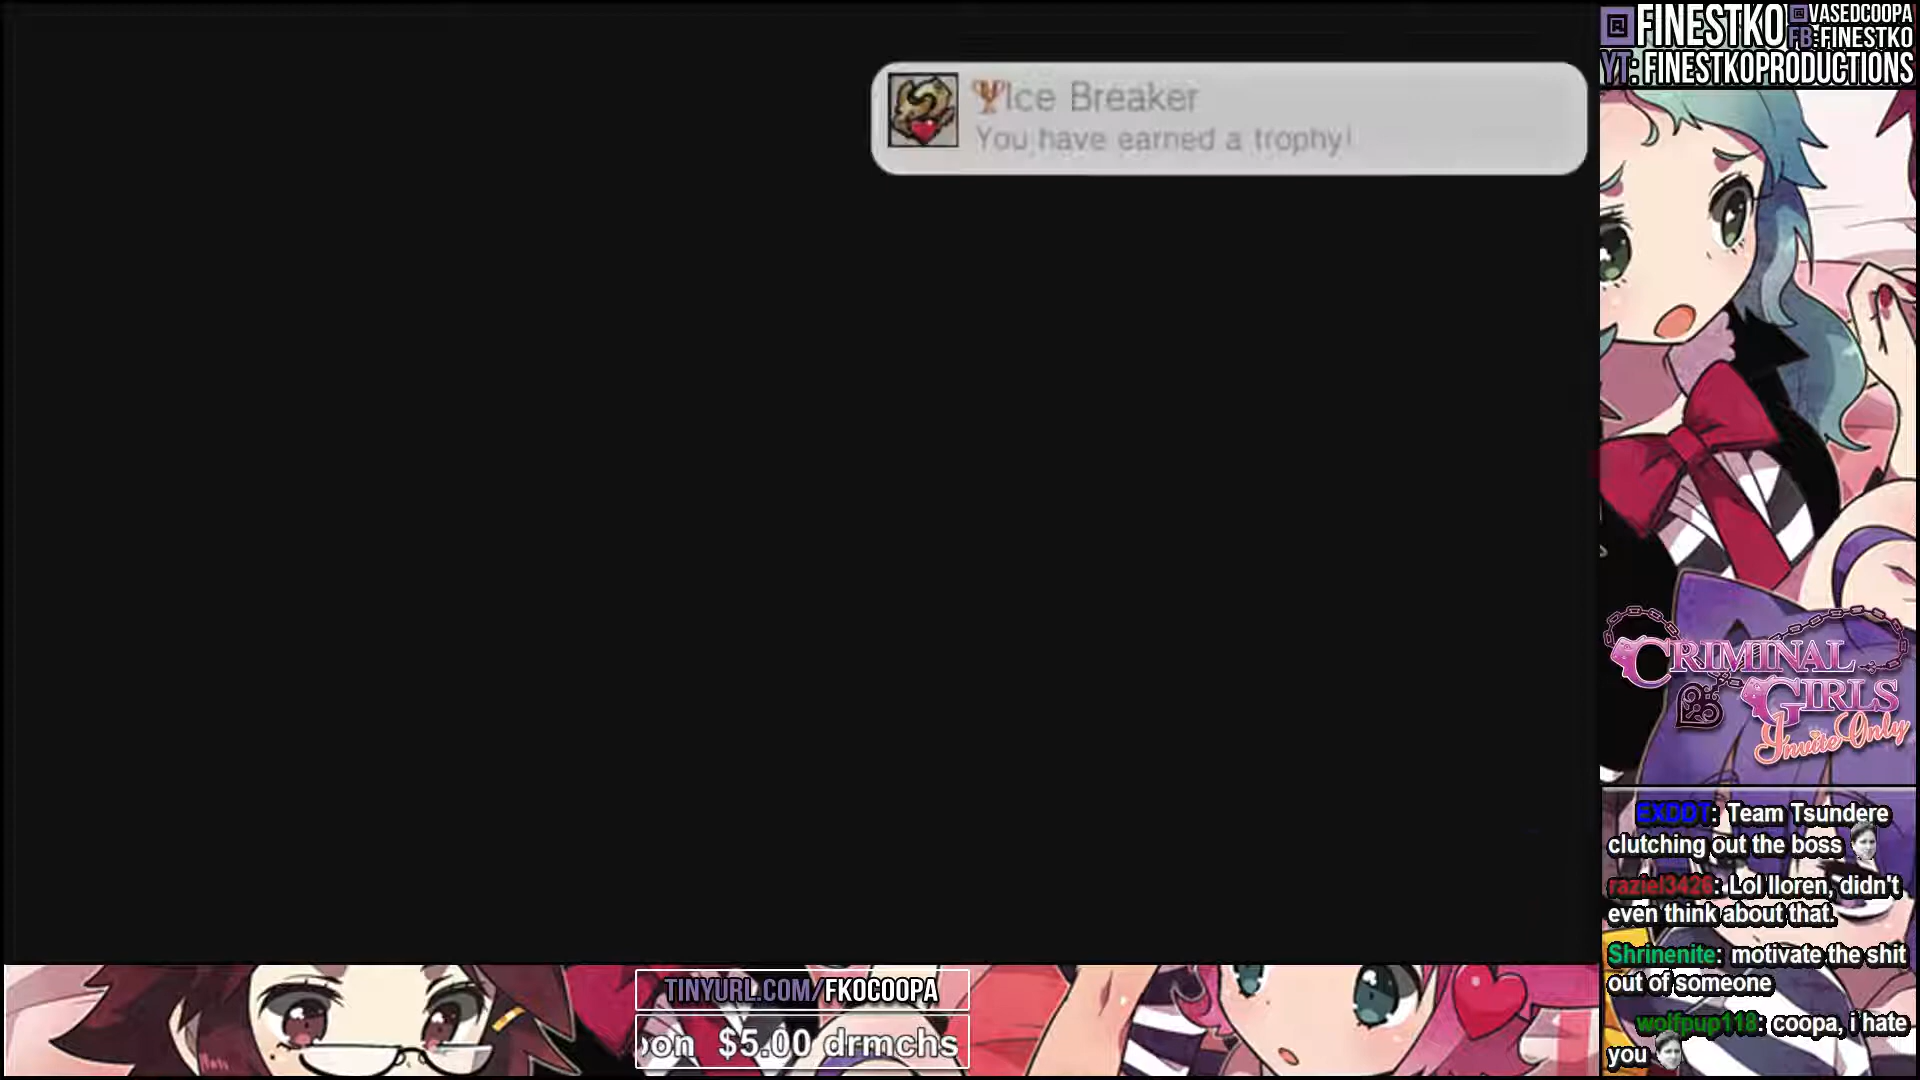 Ice Breaker
You have earned a trophy!
FINESTKO
VASEDCOOPA
FB:FINESTKO
YT: FINESTKOPRODUCTIONS
CRIMINAL
GIRLS
Invite Only
EXDDT: Team Tsundere
clutching out the boss
raziel3426: Lol lloren, didn't
even think about that.
Shrinenite: motivate the shit
out of someone
wolfpup118: coopa, i hate
you
TINYURL.COM/FKOCOOPA
on $5.00 drmchs